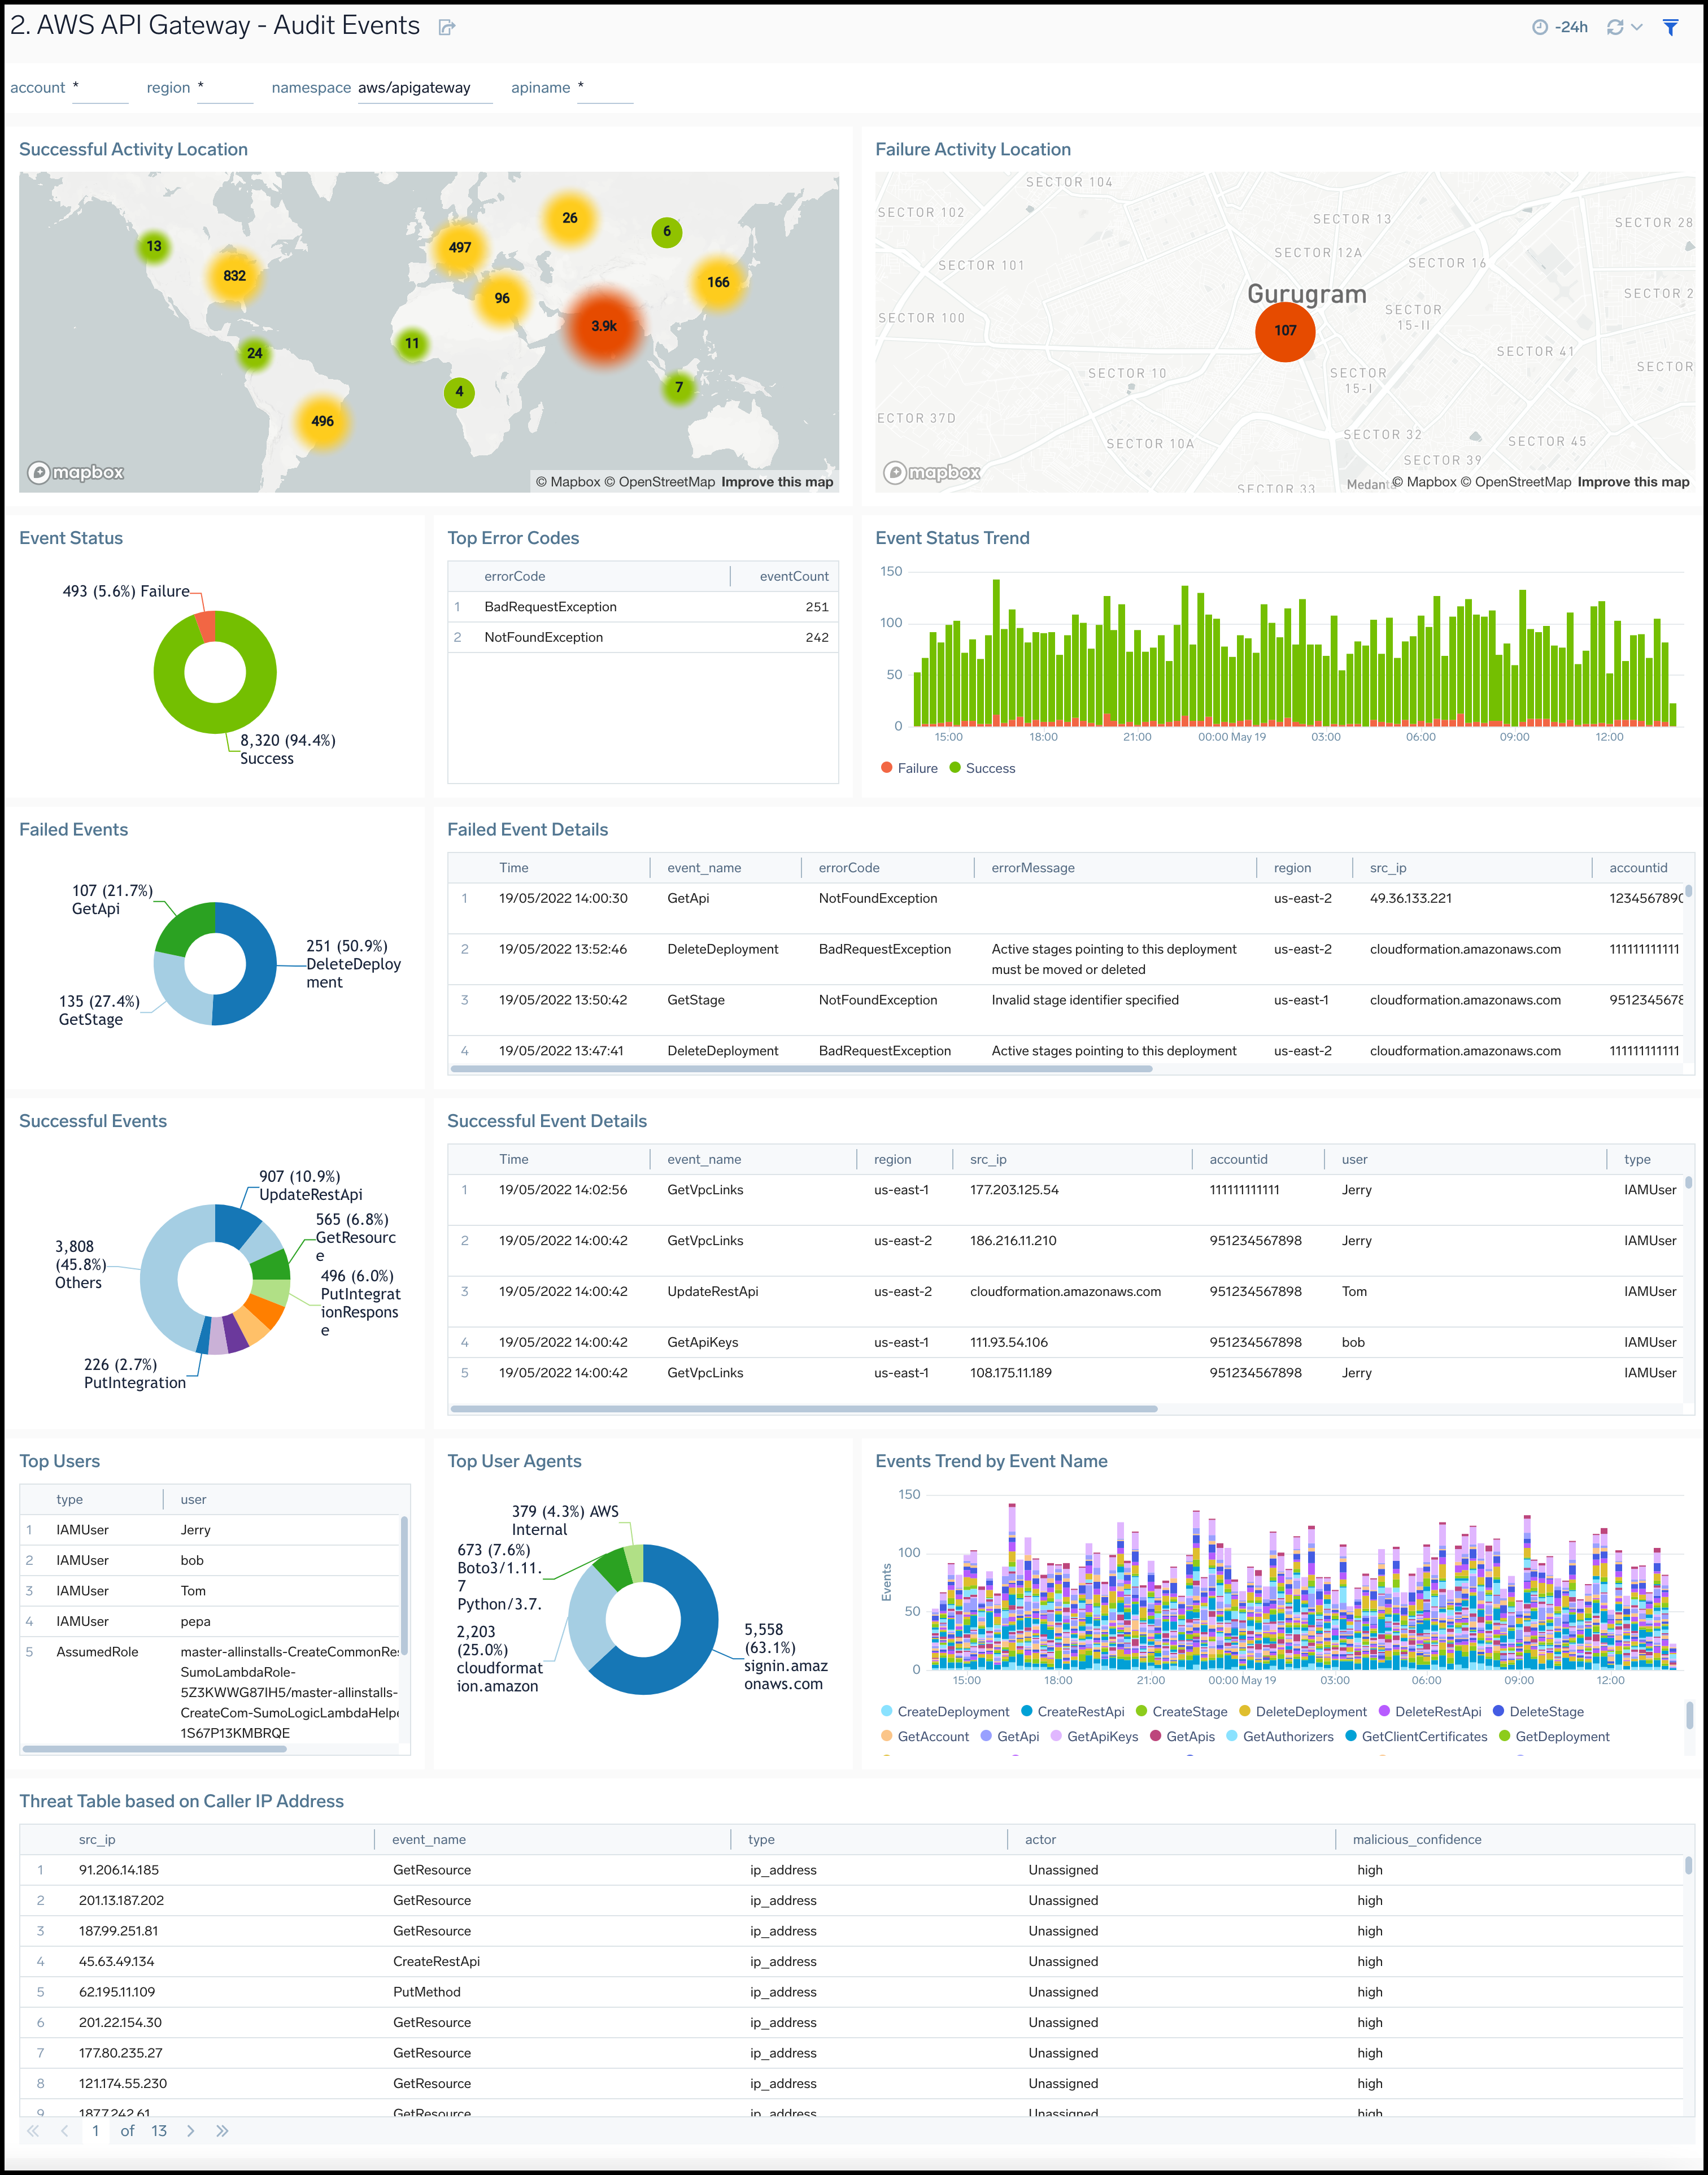 2. AWS API Gateway - Audit Events
-24h
account *
region *
namespace aws/apigateway
apiname *
Successful Activity Location
13
832
24
496
497
26
6
96
166
3.9k
11
4
7
mapbox
© Mapbox © OpenStreetMap Improve this map
Failure Activity Location
SECTOR 104
SECTOR 102
SECTOR 13
SECTOR 28
SECTOR 12A
SECTOR 101
SECTOR 16
SECTOR 2
Gurugram
SECTOR 100
SECTOR
15-II
107
SECTOR 41
SECTOR 10
SECTOR
15-I
SECTOR
ECTOR 37D
SECTOR 10A
SECTOR 32
SECTOR 45
SECTOR 39
SECTOR 33
mapbox
© Mapbox © OpenStreetMap Improve this map
Event Status
493 (5.6%) Failure
8,320 (94.4%)
Success
Top Error Codes
errorCode eventCount
1 BadRequestException 251
2 NotFoundException 242
Event Status Trend
150
100
50
0
15:00 18:00 21:00 00:00 May 19 03:00 06:00 09:00 12:00
Failure Success
Failed Events
107 (21.7%)
GetApi
251 (50.9%)
DeleteDeploy
ment
135 (27.4%)
GetStage
Failed Event Details
Time event_name errorCode errorMessage region src_ip accountid
1 19/05/2022 14:00:30 GetApi NotFoundException us-east-2 49.36.133.221 1234567890
2 19/05/2022 13:52:46 DeleteDeployment BadRequestException Active stages pointing to this deployment us-east-2 cloudformation.amazonaws.com 111111111111
must be moved or deleted
3 19/05/2022 13:50:42 GetStage NotFoundException Invalid stage identifier specified us-east-1 cloudformation.amazonaws.com 9512345678
4 19/05/2022 13:47:41 DeleteDeployment BadRequestException Active stages pointing to this deployment us-east-2 cloudformation.amazonaws.com 111111111111
Successful Events
907 (10.9%)
UpdateRestApi
565 (6.8%)
GetResourc
e
496 (6.0%)
PutIntegrat
ionRespons
e
3,808
(45.8%)
Others
226 (2.7%)
PutIntegration
Successful Event Details
Time event_name region src_ip accountid user type
1 19/05/2022 14:02:56 GetVpcLinks us-east-1 177.203.125.54 111111111111 Jerry IAMUser
2 19/05/2022 14:00:42 GetVpcLinks us-east-2 186.216.11.210 951234567898 Jerry IAMUser
3 19/05/2022 14:00:42 UpdateRestApi us-east-2 cloudformation.amazonaws.com 951234567898 Tom IAMUser
4 19/05/2022 14:00:42 GetApiKeys us-east-1 111.93.54.106 951234567898 bob IAMUser
5 19/05/2022 14:00:42 GetVpcLinks us-east-1 108.175.11.189 951234567898 Jerry IAMUser
Top Users
type user
1 IAMUser Jerry
2 IAMUser bob
3 IAMUser Tom
4 IAMUser pepa
5 AssumedRole master-allinstalls-CreateCommonRes
SumoLambdaRole-
5Z3KWWG87IH5/master-allinstalls-
CreateCom-SumoLogicLambdaHelpe
1S67P13KMBRQE
Top User Agents
379 (4.3%) AWS
Internal
673 (7.6%)
Boto3/1.11.
7
Python/3.7.
2,203
(25.0%)
cloudformat
ion.amazon
5,558
(63.1%)
signin.amaz
onaws.com
Events Trend by Event Name
Events
150
100
50
0
15:00 18:00 21:00 00:00 May 19 03:00 06:00 09:00 12:00
CreateDeployment CreateRestApi CreateStage DeleteDeployment DeleteRestApi DeleteStage
GetAccount GetApi GetApiKeys GetApis GetAuthorizers GetClientCertificates GetDeployment
Threat Table based on Caller IP Address
src_ip event_name type actor malicious_confidence
1 91.206.14.185 GetResource ip_address Unassigned high
2 201.13.187.202 GetResource ip_address Unassigned high
3 187.99.251.81 GetResource ip_address Unassigned high
4 45.63.49.134 CreateRestApi ip_address Unassigned high
5 62.195.11.109 PutMethod ip_address Unassigned high
6 201.22.154.30 GetResource ip_address Unassigned high
7 177.80.235.27 GetResource ip_address Unassigned high
8 121.174.55.230 GetResource ip_address Unassigned high
9 187.7.242.61 GetResource ip_address Unassigned high
1 of 13